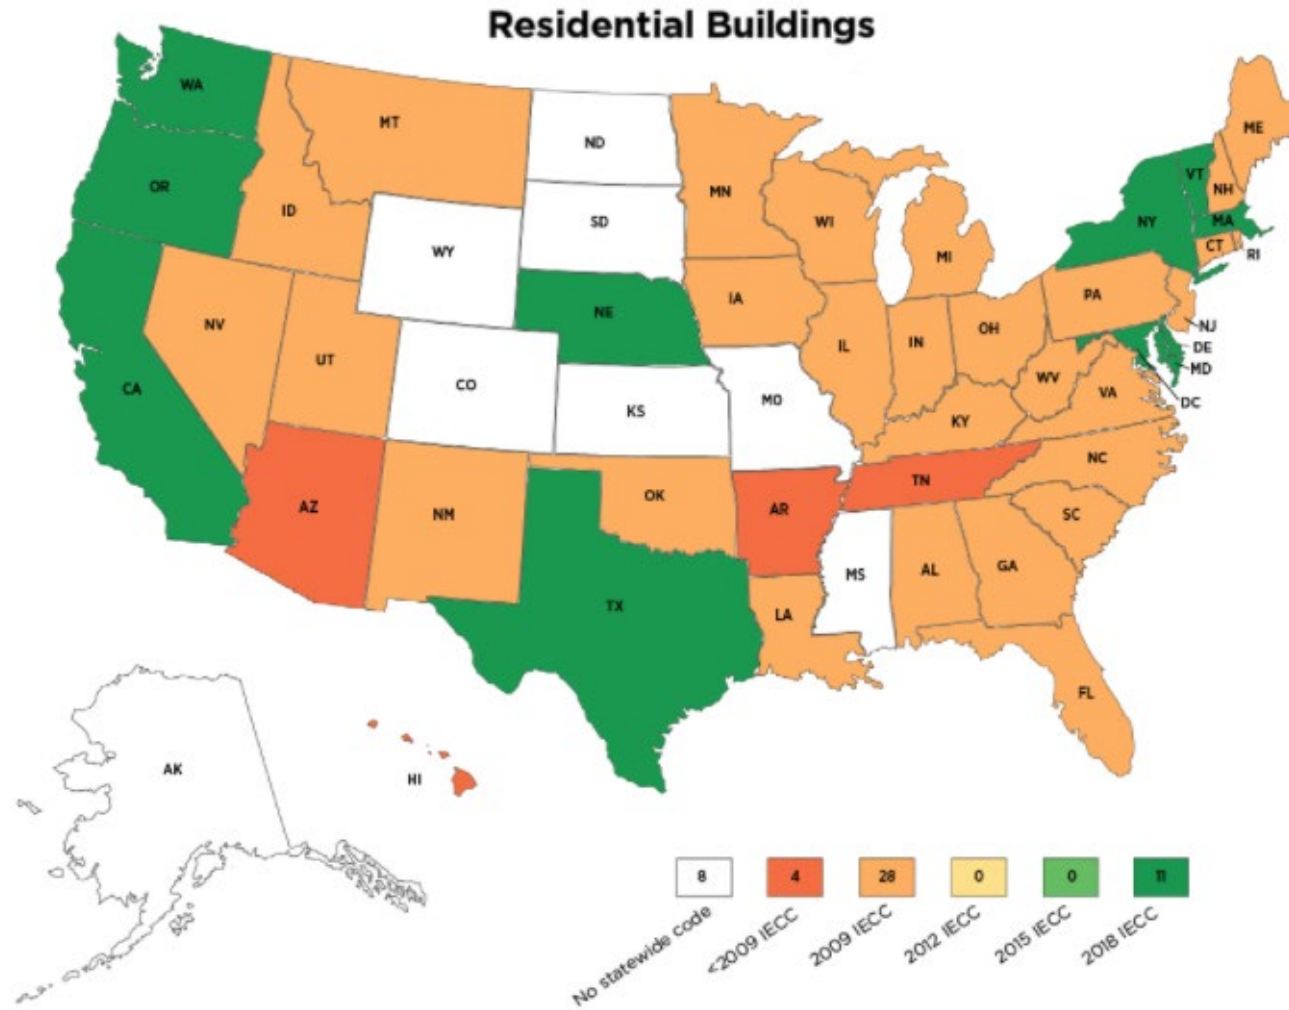 Residential Buildings
WA
MT
ND
ME
OR
ID
MN
VT
NH
SD
WI
NY
MA
WY
MI
CT
RI
NE
IA
PA
NV
UT
IL
IN
OH
NJ
DE
MD
CA
CO
KS
MO
WV
VA
DC
KY
NC
AZ
NM
OK
AR
TN
SC
MS
AL
GA
TX
LA
FL
AK
HI
8
4
28
0
0
11
No statewide code
<2009 IECC
2009 IECC
2012 IECC
2015 IECC
2018 IECC